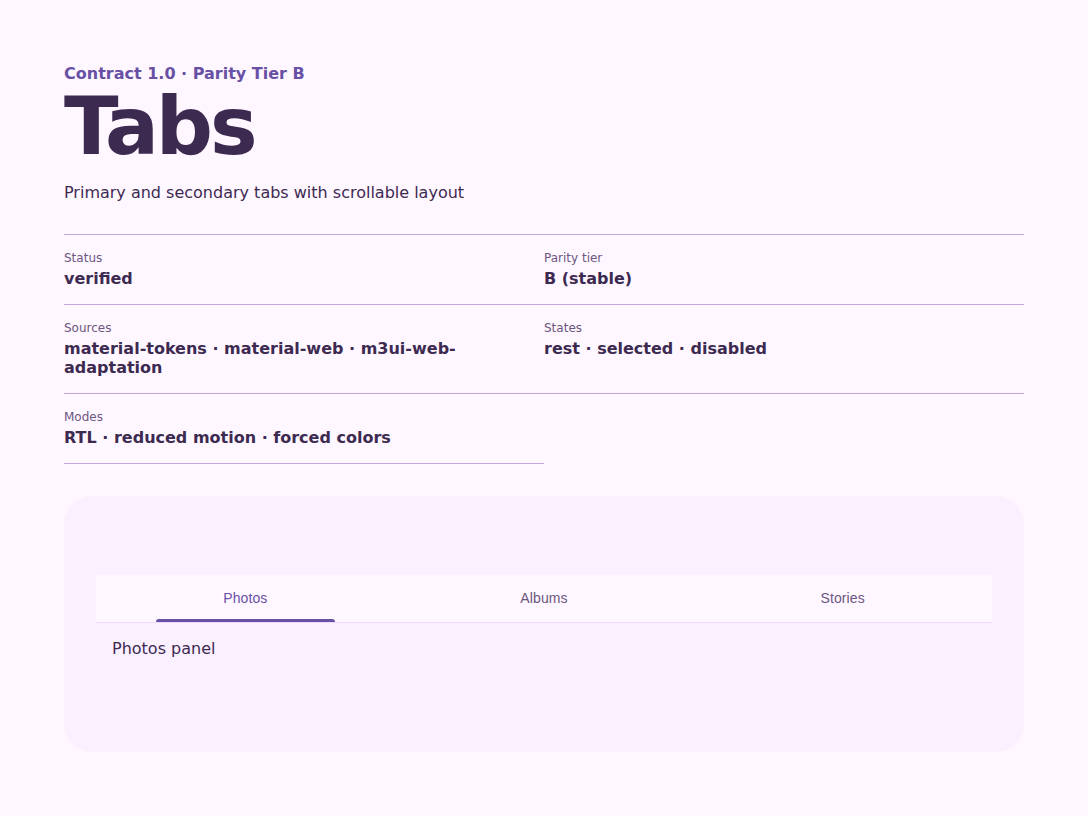 Contract 1.0 · Parity Tier B
Tabs
Primary and secondary tabs with scrollable layout
Status
verified
Parity tier
B (stable)
Sources
material-tokens · material-web · m3ui-web-
adaptation
States
rest · selected · disabled
Modes
RTL · reduced motion · forced colors
Photos
Albums
Stories
Photos panel